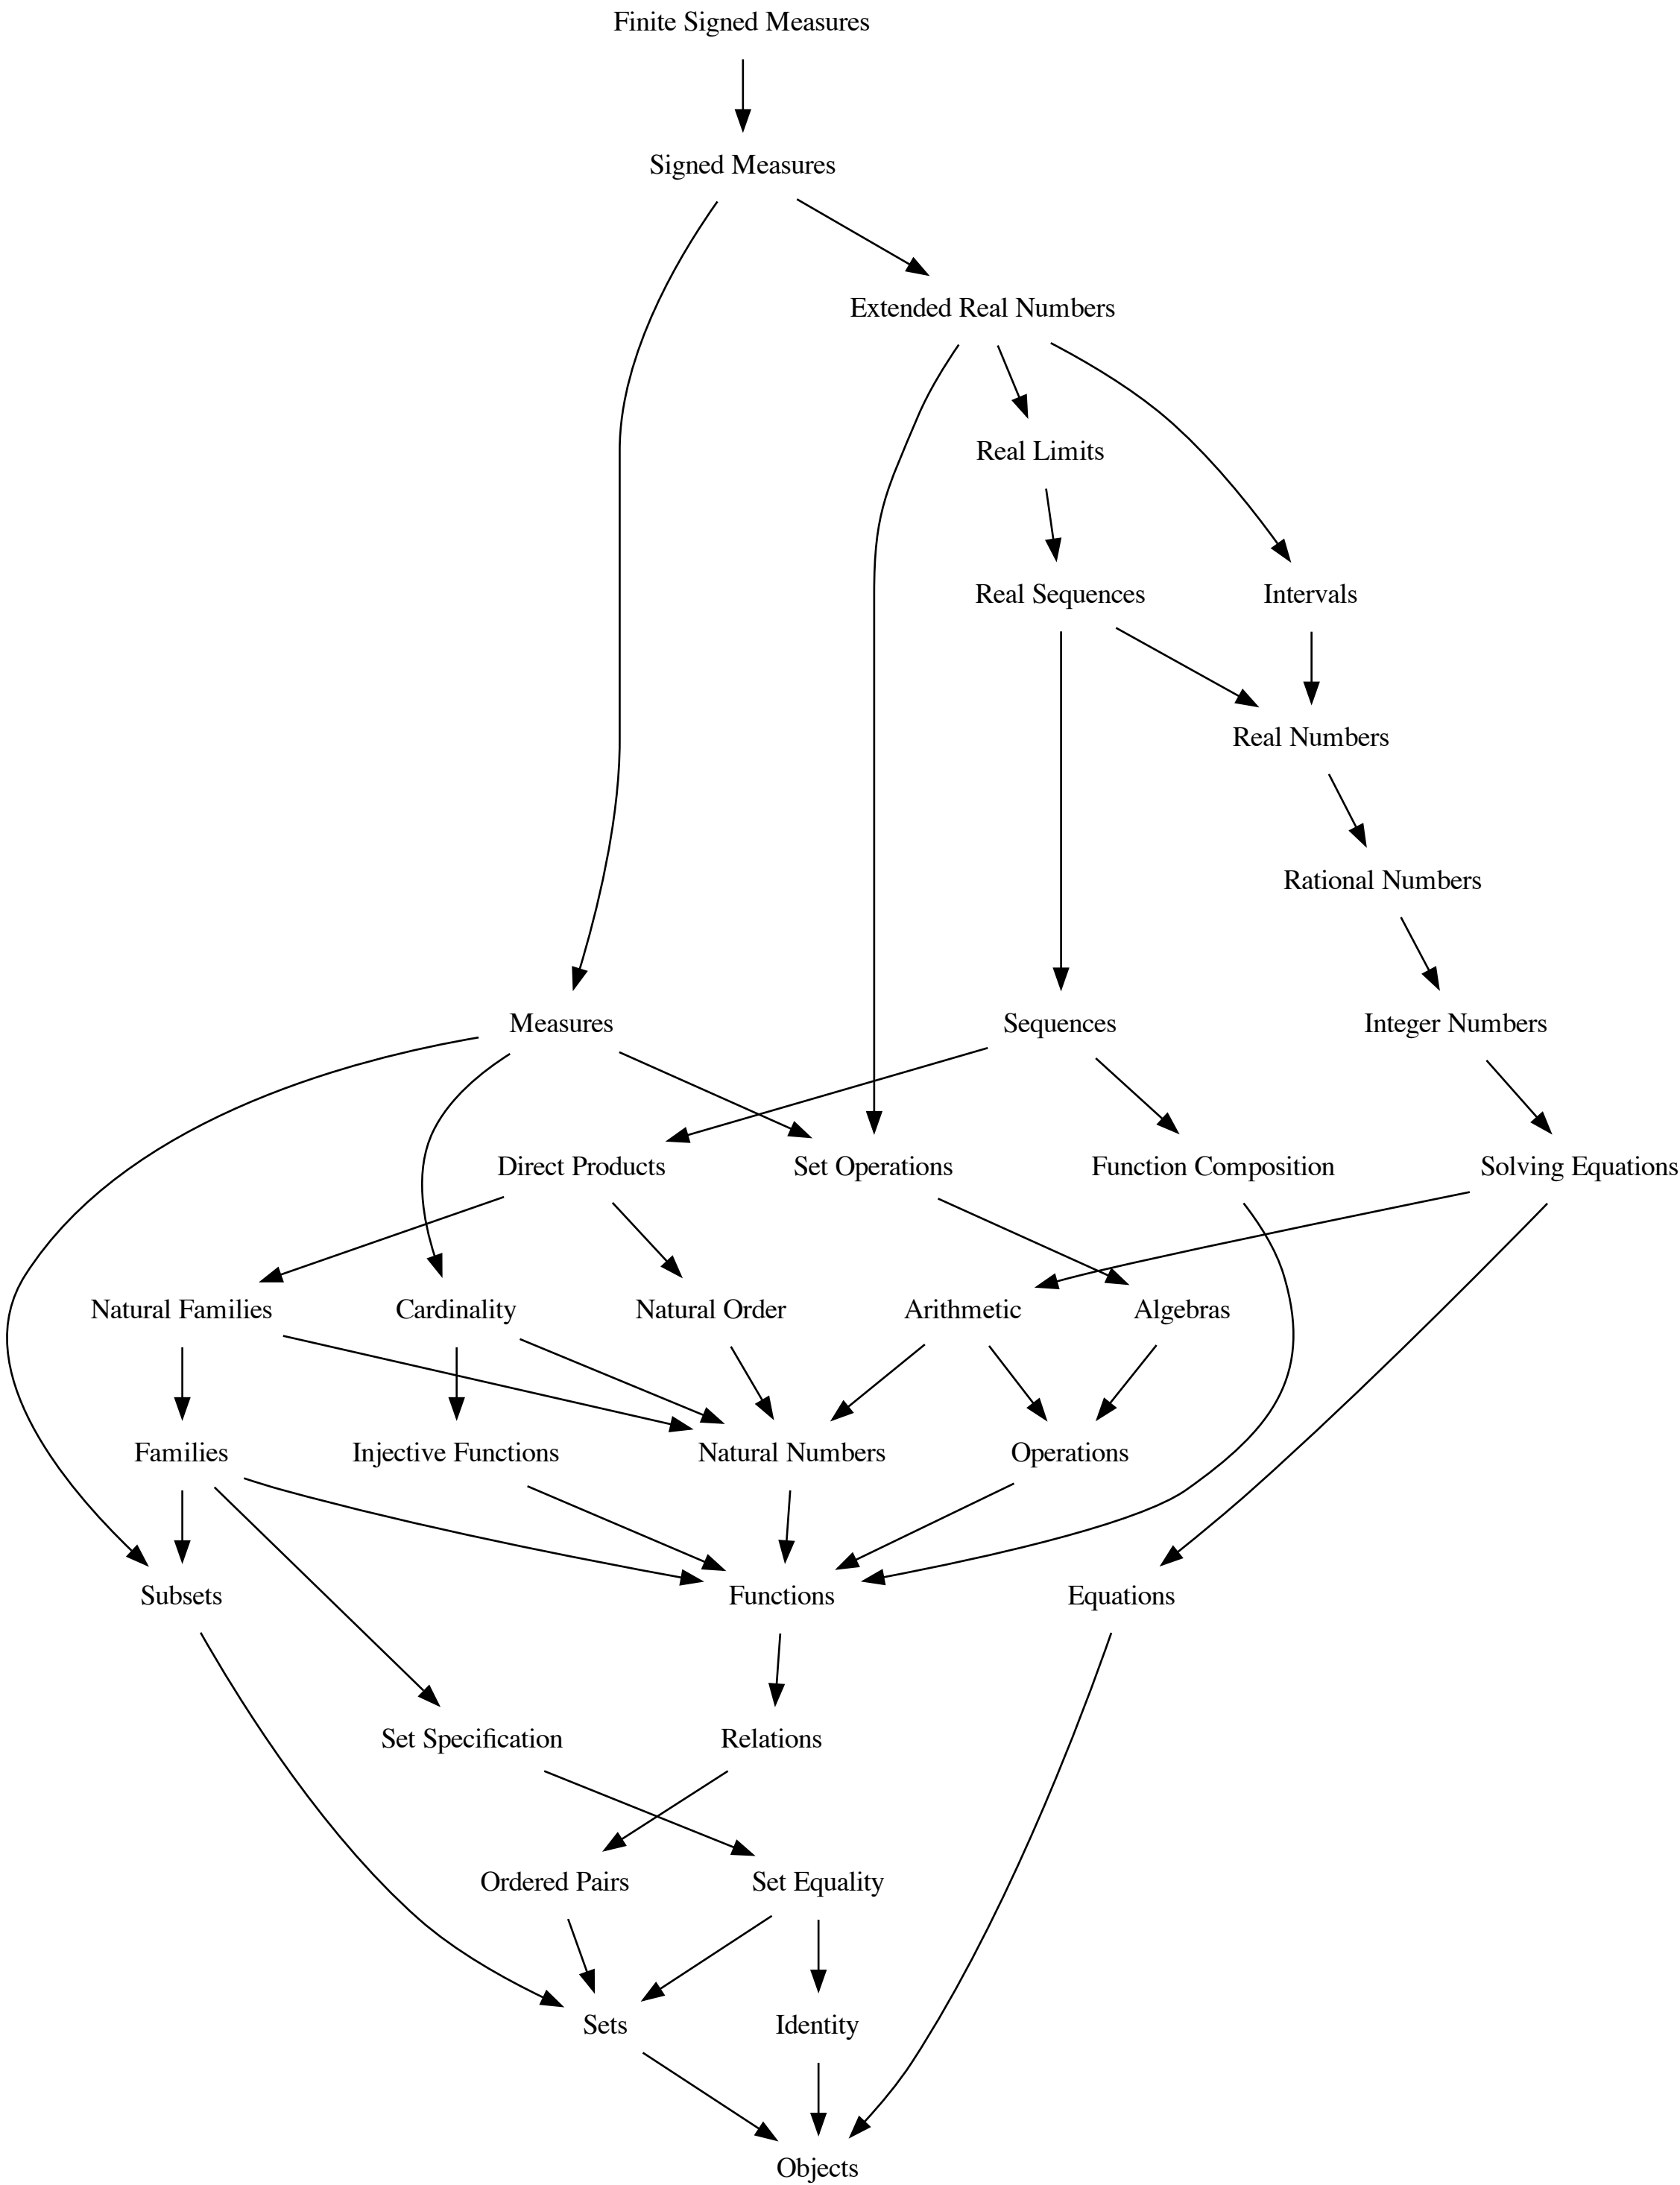 Finite Signed Measures
Signed Measures
Extended Real Numbers
Real Limits
Real Sequences
Intervals
Real Numbers
Rational Numbers
Measures
Sequences
Integer Numbers
Direct Products
Set Operations
Function Composition
Solving Equations
Natural Families
Cardinality
Natural Order
Arithmetic
Algebras
Families
Injective Functions
Natural Numbers
Operations
Subsets
Functions
Equations
Set Specification
Relations
Ordered Pairs
Set Equality
Sets
Identity
Objects